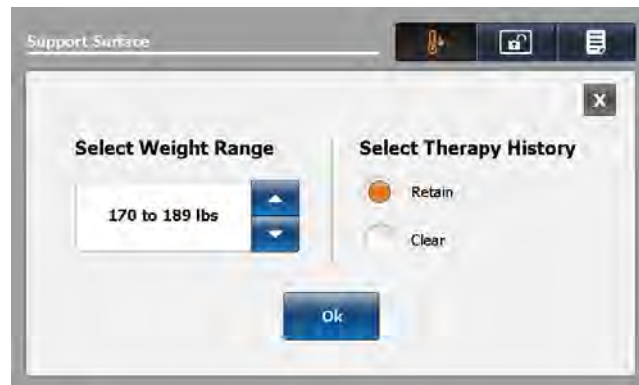 Support Surface
X
Select Weight Range
170 to 189 lbs
Select Therapy History
Retain
Clear
Ok